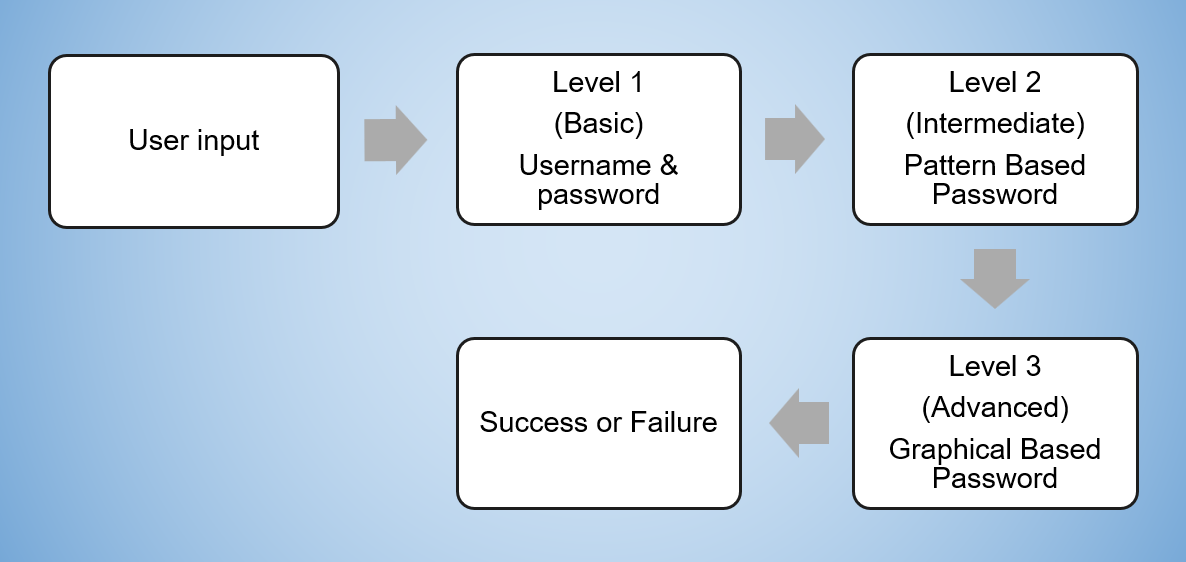 User input
Level 1
(Basic)
Username &
password
Level 2
(Intermediate)
Pattern Based
Password
Level 3
(Advanced)
Graphical Based
Password
Success or Failure